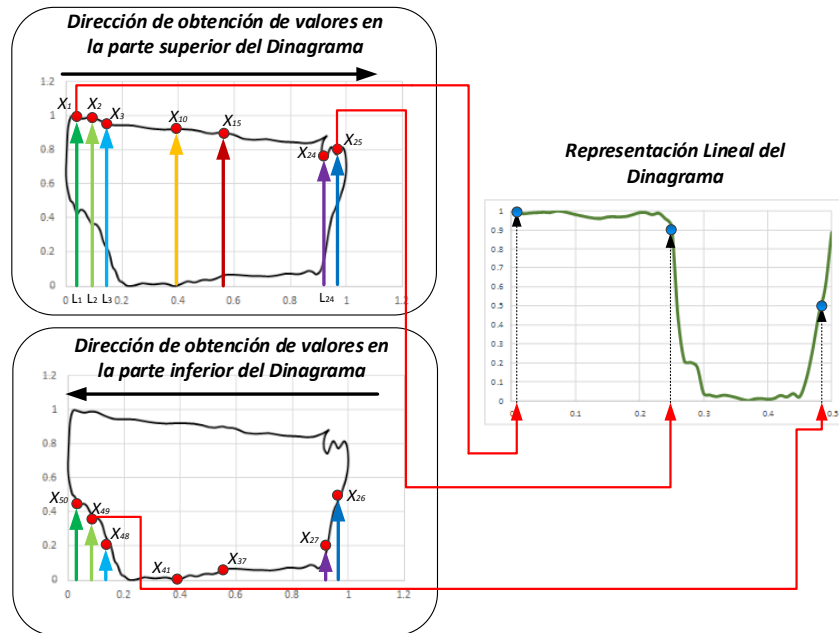 Dirección de obtención de valores en
la parte superior del Dinagrama
1.2
1
0.8
0.6
0.4
0.2
0
0 0.2 0.4 0.6 0.8 1 1.2
X1 X2 X3 X10 X15 X24 X25
L1 L2 L3 L24
Dirección de obtención de valores en
la parte inferior del Dinagrama
1.2
1
0.8
0.6
0.4
0.2
0
0 0.2 0.4 0.6 0.8 1 1.2
X50 X49 X48 X41 X37 X27 X26
Representación Lineal del
Dinagrama
1
0.9
0.8
0.7
0.6
0.5
0.4
0.3
0.2
0.1
0
0.1 0.2 0.3 0.4 0.5